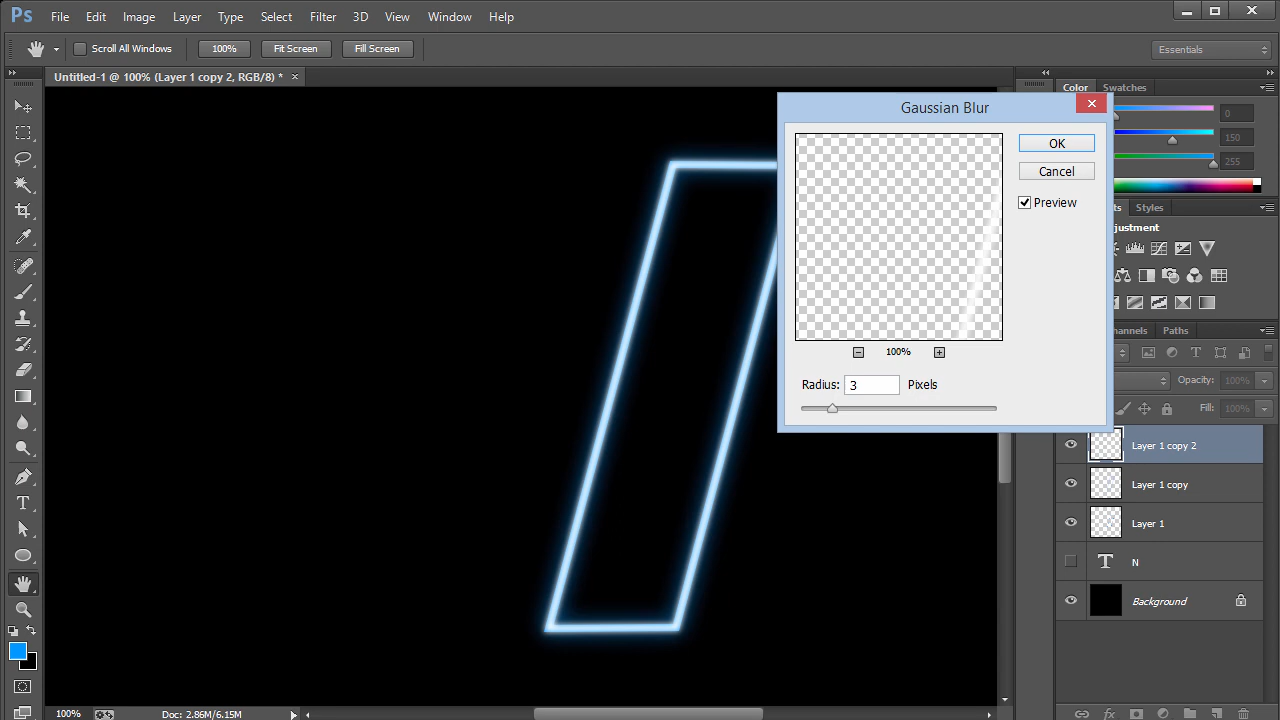 Ps File Edit Image Layer Type Select Filter 3D View Window Help
Scroll All Windows 100% Fit Screen Fill Screen Essentials
Untitled-1 @ 100% (Layer 1 copy 2, RGB/8) * ×
Color Swatches
Gaussian Blur
0
OK
150
Cancel
255
Preview
Styles
djustment
100%
Radius: 3 Pixels
hannels Paths
Opacity: 100%
Fill: 100%
Layer 1 copy 2
Layer 1 copy
Layer 1
T N
Background
100% Doc: 2.86M/6.15M